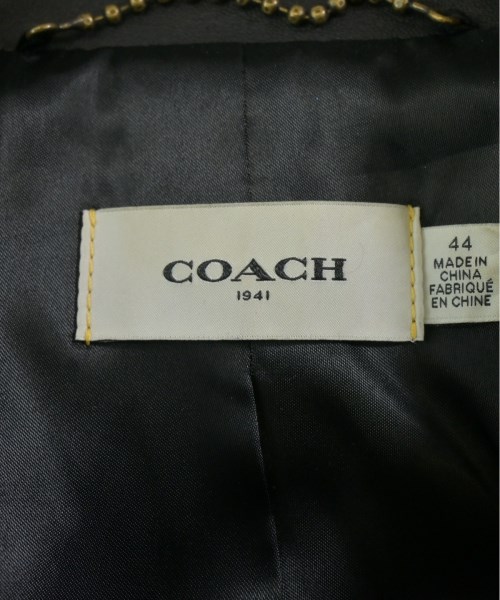 COACH
1941
44
MADE IN
CHINA
FABRIQUÉ
EN CHINE